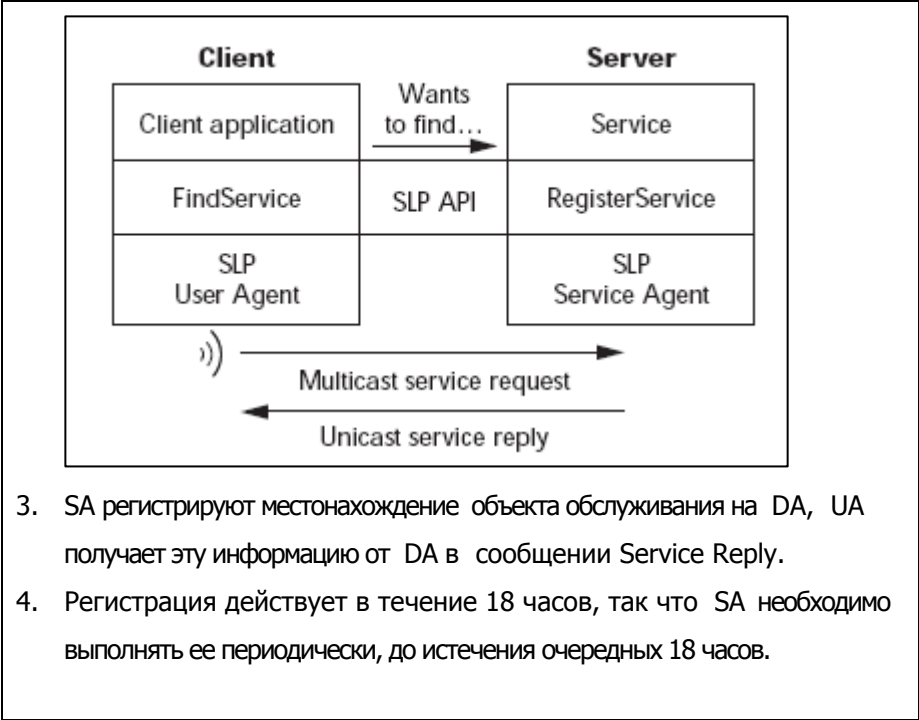 Client
Server
Wants
to find...
Client application
Service
FindService
SLP API
RegisterService
SLP
User Agent
SLP
Service Agent
Multicast service request
Unicast service reply
3. SA регистрируют местонахождение объекта обслуживания на DA, UA
получает эту информацию от DA в сообщении Service Reply.
4. Регистрация действует в течение 18 часов, так что SA необходимо
выполнять ее периодически, до истечения очередных 18 часов.